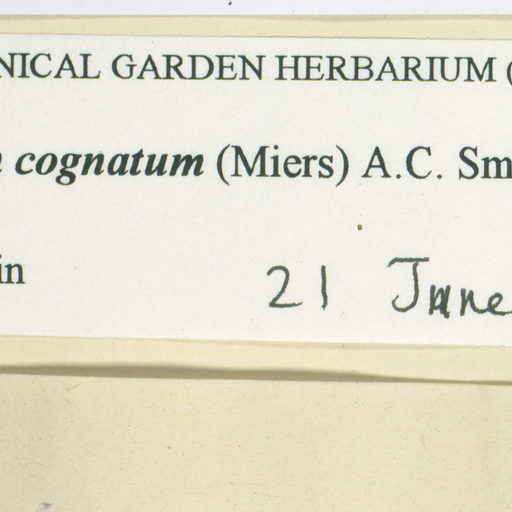 NICAL GARDEN HERBARIUM (
cognatum (Miers) A.C. Sm
in
21 June